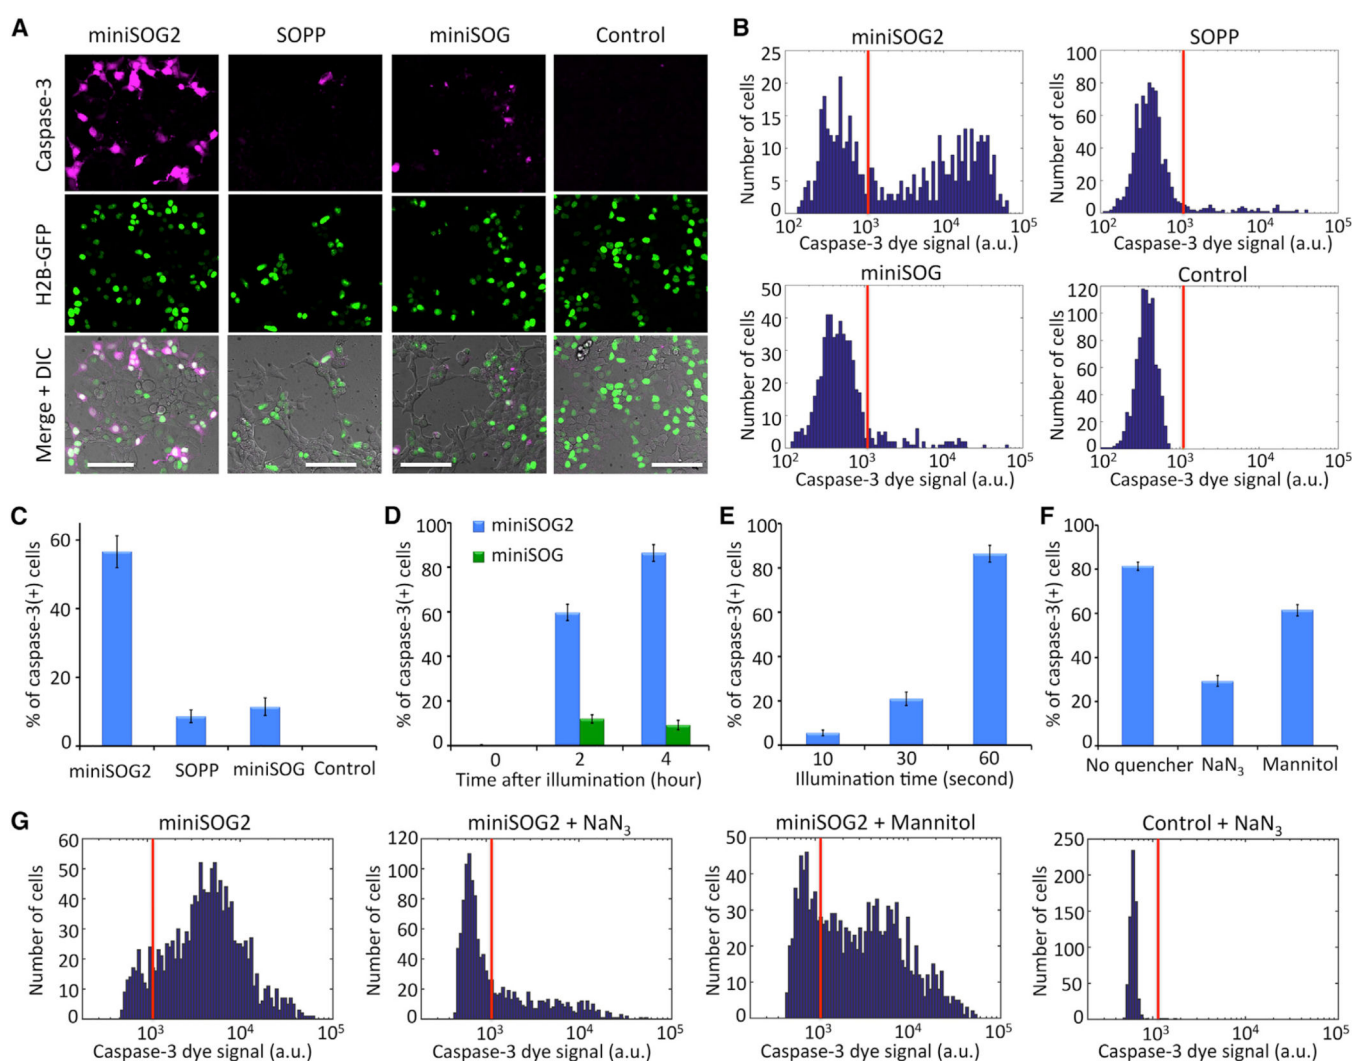 A
miniSOG2
SOPP
miniSOG
Control
Caspase-3
H2B-GFP
Merge + DIC
B
miniSOG2
Number of cells
25
20
15
10
5
0
10²
10³
10⁴
10⁵
Caspase-3 dye signal (a.u.)
SOPP
Number of cells
100
80
60
40
20
0
10²
10³
10⁴
10⁵
Caspase-3 dye signal (a.u.)
miniSOG
Number of cells
50
40
30
20
10
0
10²
10³
10⁴
10⁵
Caspase-3 dye signal (a.u.)
Control
Number of cells
120
100
80
60
40
20
0
10²
10³
10⁴
10⁵
Caspase-3 dye signal (a.u.)
C
% of caspase-3(+) cells
60
40
20
0
miniSOG2
SOPP
miniSOG
Control
D
% of caspase-3(+) cells
100
80
60
40
20
0
miniSOG2
miniSOG
0
2
4
Time after illumination (hour)
E
% of caspase-3(+) cells
100
80
60
40
20
0
10
30
60
Illumination time (second)
F
% of caspase-3(+) cells
100
80
60
40
20
0
No quencher
NaN₃
Mannitol
G
miniSOG2
Number of cells
60
50
40
30
20
10
0
10³
10⁴
10⁵
Caspase-3 dye signal (a.u.)
miniSOG2 + NaN₃
Number of cells
120
100
80
60
40
20
0
10³
10⁴
10⁵
Caspase-3 dye signal (a.u.)
miniSOG2 + Mannitol
Number of cells
50
40
30
20
10
0
10³
10⁴
10⁵
Caspase-3 dye signal (a.u.)
Control + NaN₃
Number of cells
250
200
150
100
50
0
10³
10⁴
10⁵
Caspase-3 dye signal (a.u.)